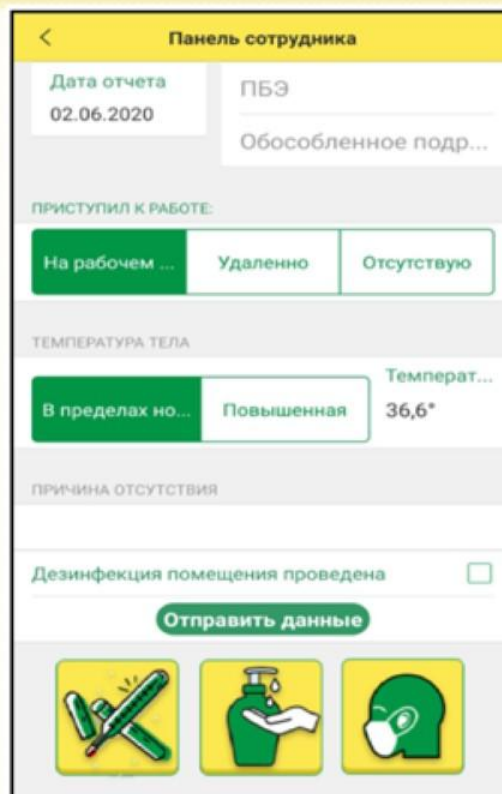 Панель сотрудника
Дата отчета
02.06.2020
ПБЭ
Обособленное подр...
ПРИСТУПИЛ К РАБОТЕ:
На рабочем ...
Удаленно
Отсутствую
ТЕМПЕРАТУРА ТЕЛА
Температ...
В пределах но...
Повышенная
36,6°
ПРИЧИНА ОТСУТСТВИЯ
Дезинфекция помещения проведена
Отправить данные